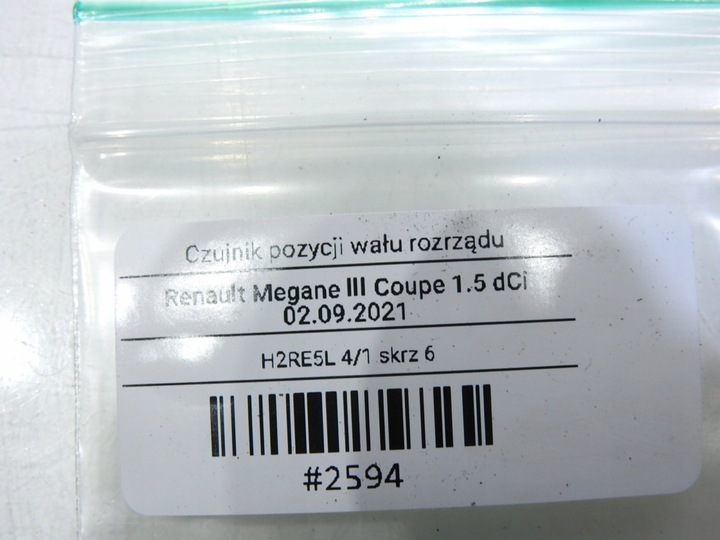 Czujnik pozycji wału rozrządu
Renault Megane III Coupe 1.5 dCi
02.09.2021
H2RE5L 4/1 skrz 6
#2594